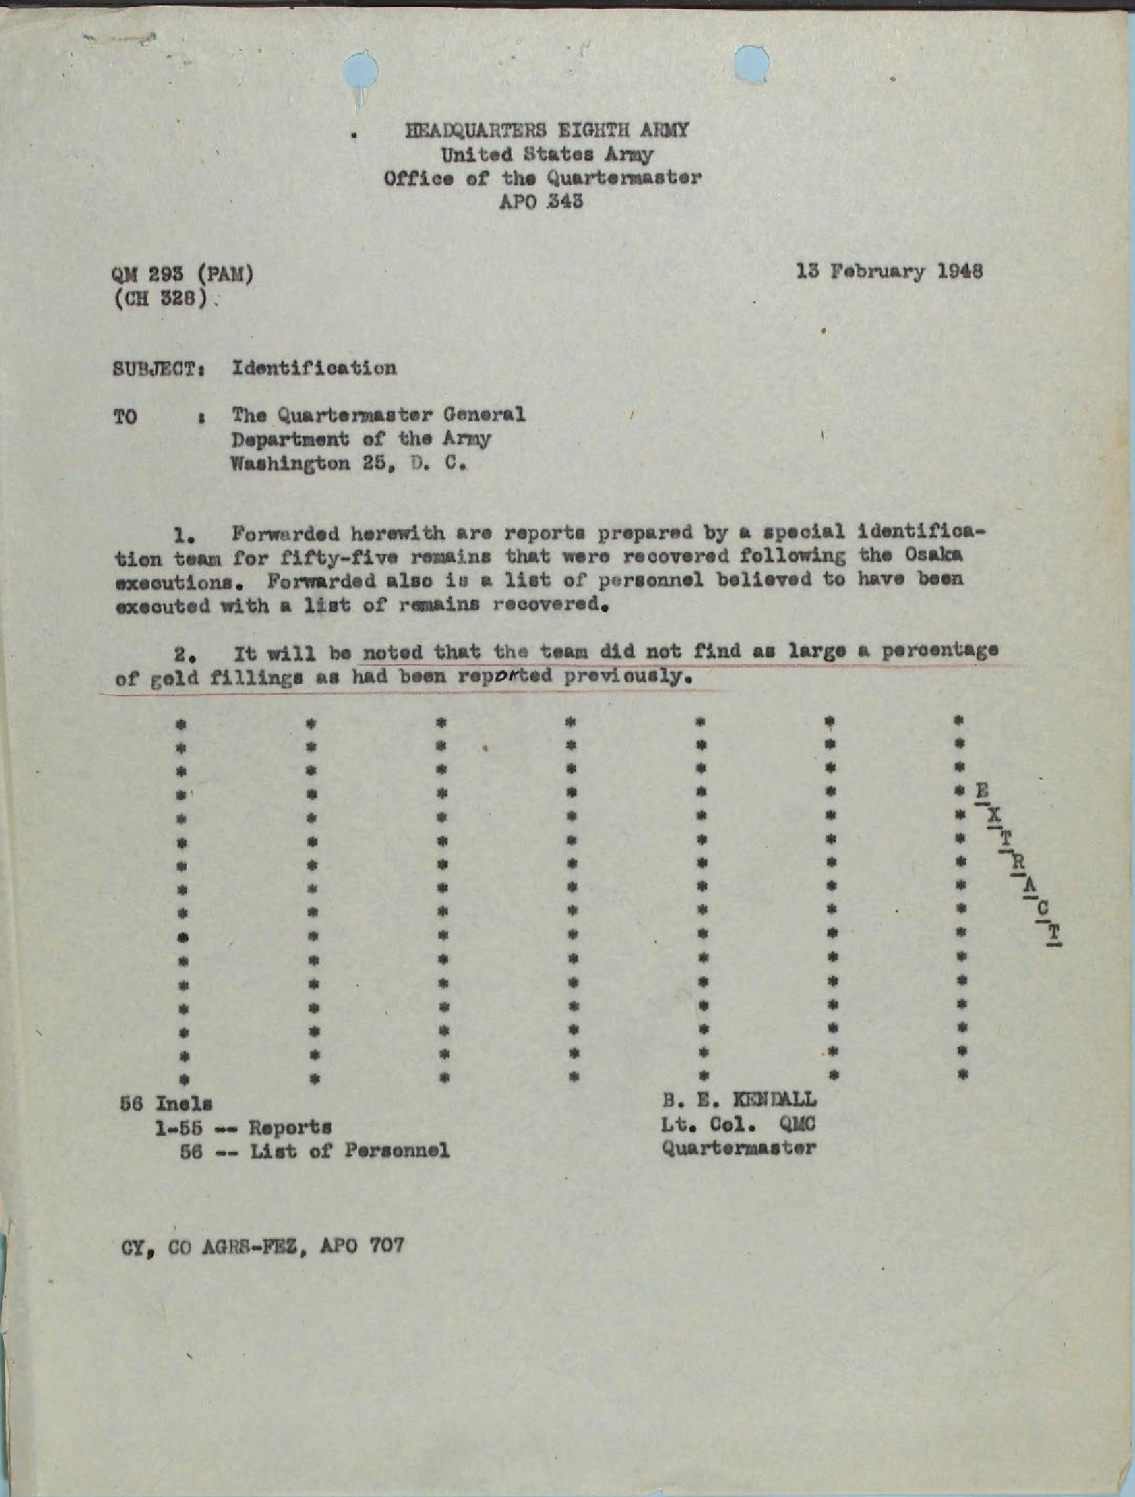 HEADQUARTERS EIGHTH ARMY
United States Army
Office of the Quartermaster
APO 343
QM 293 (PAM)
13 February 1948
(CH 328)
SUBJECT: Identification
TO : The Quartermaster General
Department of the Army
Washington 25, D. C.
1. Forwarded herewith are reports prepared by a special identifica-
tion team for fifty-five remains that were recovered following the Osaka
executions. Forwarded also is a list of personnel believed to have been
executed with a list of remains recovered.
2. It will be noted that the team did not find as large a percentage
of gold fillings as had been reported previously.
* * * * * * *
* * * * * * *
* * * * * * *
* * * * * * * E
* * * * * * * X
* * * * * * * T
* * * * * * * R
* * * * * * * A
* * * * * * * C
* * * * * * * T
* * * * * * *
* * * * * * *
* * * * * * *
* * * * * * *
* * * * * * *
* * * * * * *
56 Incls
B. E. KENDALL
1-55 -- Reports
Lt. Col. QMC
56 -- List of Personnel
Quartermaster
CY, CO AGRS-FEZ, APO 707